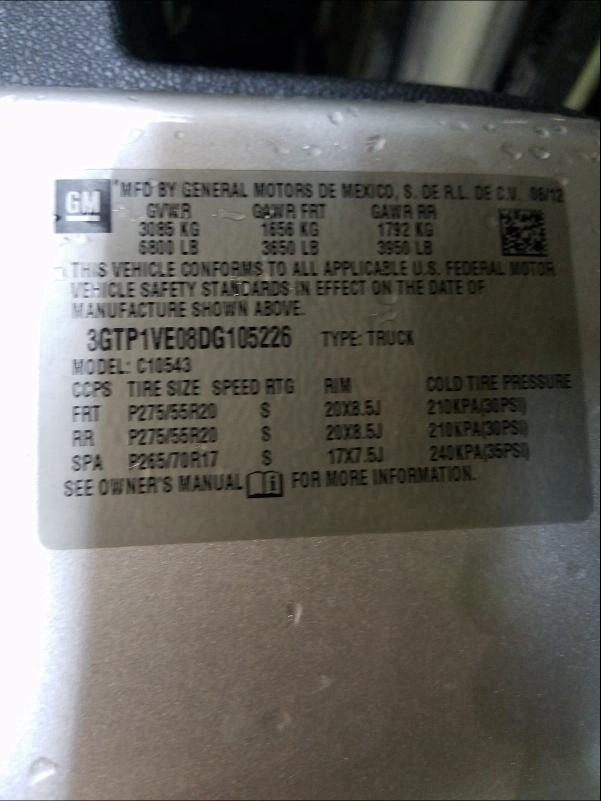 GM
*MFD BY GENERAL MOTORS DE MEXICO, S. DE R.L. DE C.V. 06/12
GVWR GAWR FRT GAWR RR
3085 KG 1656 KG 1792 KG
6800 LB 3650 LB 3950 LB
THIS VEHICLE CONFORMS TO ALL APPLICABLE U.S. FEDERAL MOTOR
VEHICLE SAFETY STANDARDS IN EFFECT ON THE DATE OF
MANUFACTURE SHOWN ABOVE.
3GTP1VE08DG105226 TYPE: TRUCK
MODEL: C10543
CCPS TIRE SIZE SPEED RTG RIM COLD TIRE PRESSURE
FRT P275/55R20 S 20X8.5J 210KPA(30PSI)
RR P275/55R20 S 20X8.5J 210KPA(30PSI)
SPA P265/70R17 S 17X7.5J 240KPA(35PSI)
SEE OWNER'S MANUAL FOR MORE INFORMATION.